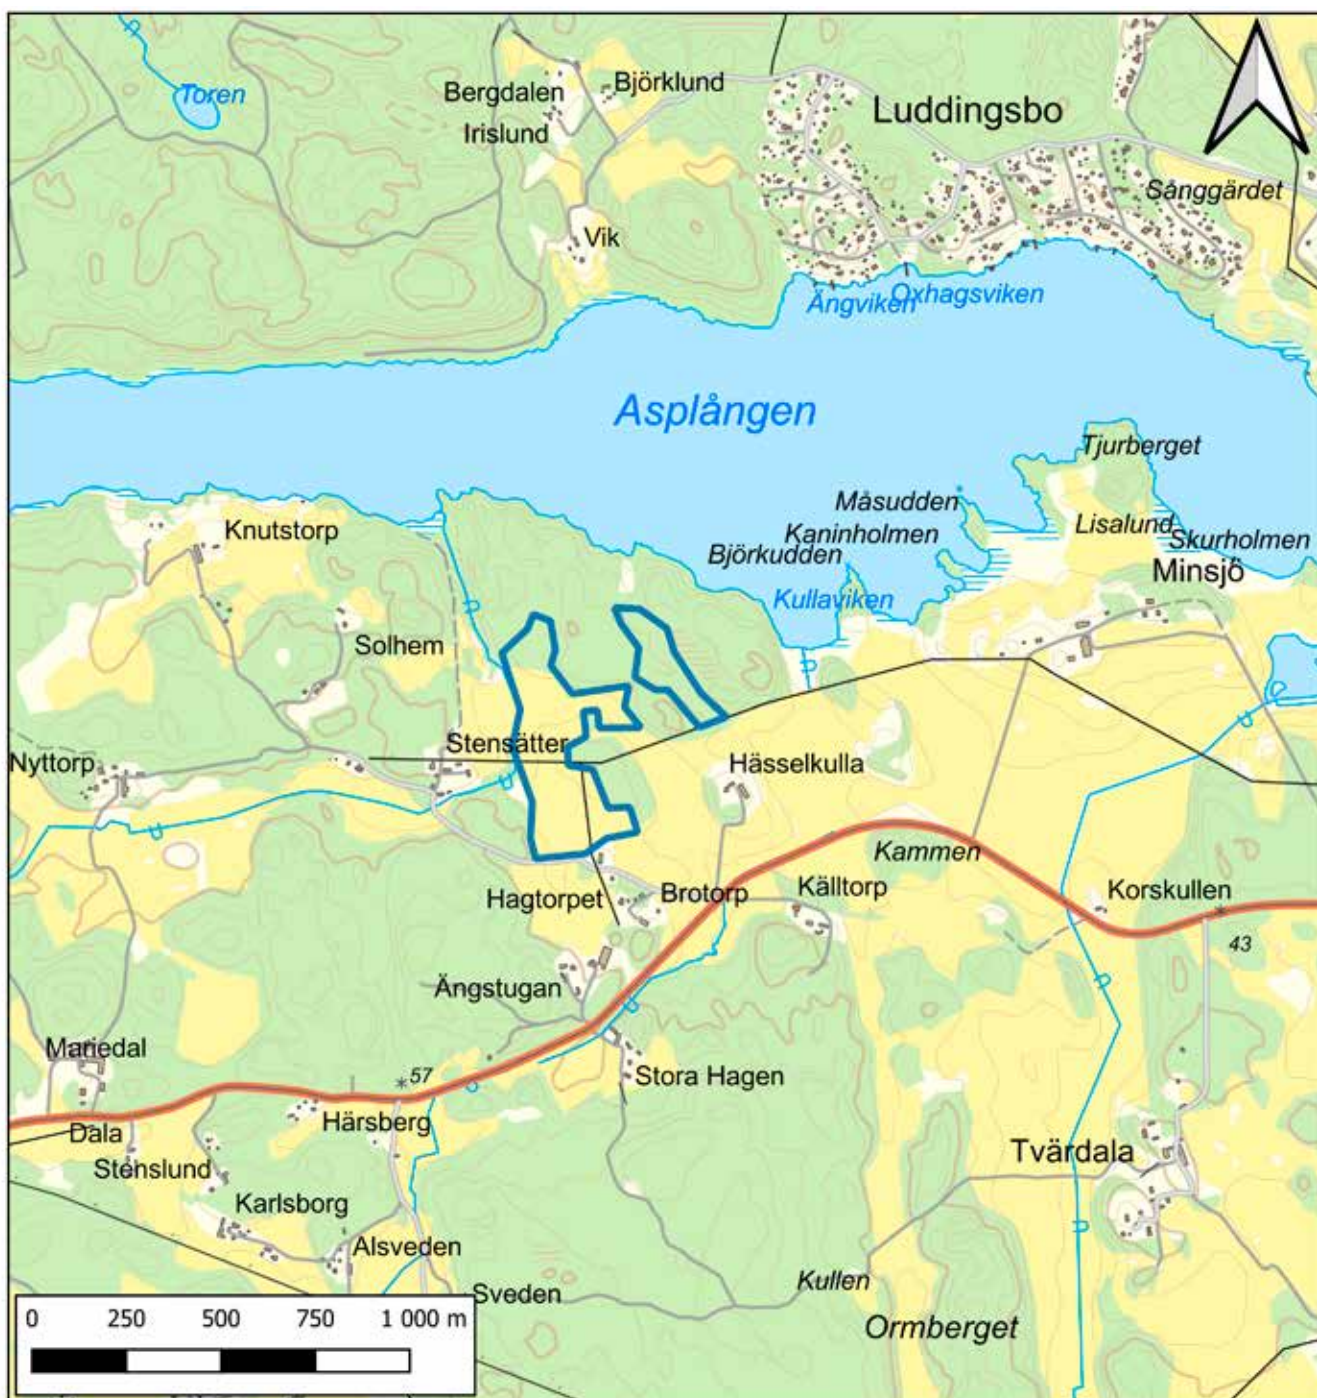 Toren
Bergdalen
Björklund
Irislund
Luddingsbo
Sånggärdet
Vik
Ängviken
Oxhagsviken
Asplången
Tjurberget
Måsudden
Knutstorp
Kaninholmen
Lisalund
Skurholmen
Björkudden
Minsjö
Kullaviken
Solhem
Stensätter
Nyttorp
Hässelkulla
Kammen
Hagtorpet
Brotorp
Källtorp
Korskullen
43
Ängstugan
Mariedal
57
Stora Hagen
Härsberg
Dala
Tvärdala
Stenslund
Karlsborg
Alsveden
Kullen
Sveden
Ormberget
0 250 500 750 1 000 m